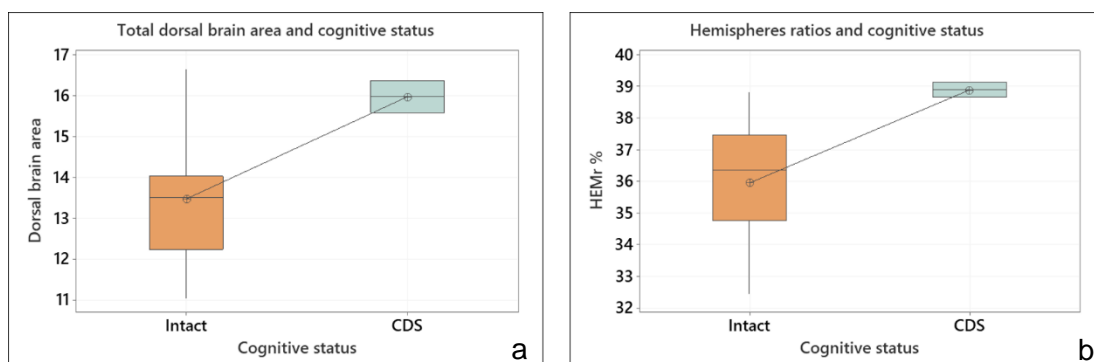 Total dorsal brain area and cognitive status
17
16
15
14
13
12
11
Dorsal brain area
Intact
CDS
Cognitive status
a
Hemispheres ratios and cognitive status
40
39
38
37
36
35
34
33
32
HEMr %
Intact
CDS
Cognitive status
b